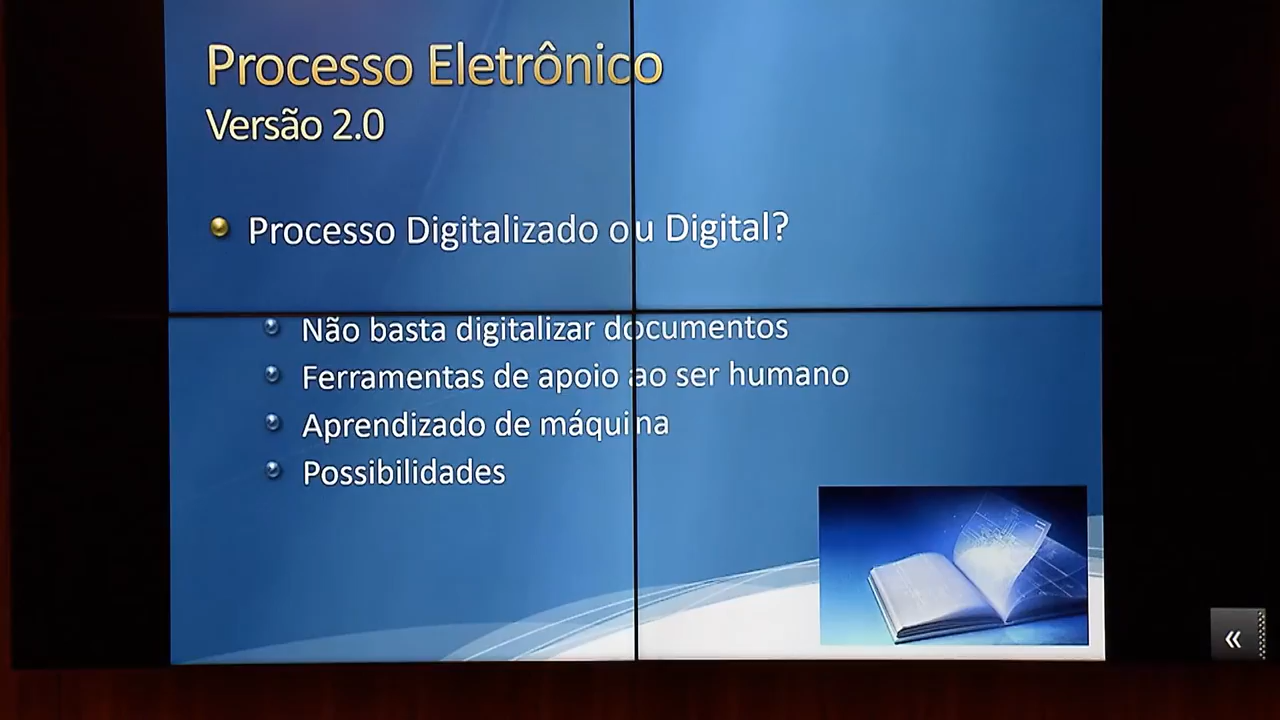 Processo Eletrônico
Versão 2.0
Processo Digitalizado ou Digital?
Não basta digitalizar documentos
Ferramentas de apoio ao ser humano
Aprendizado de máquina
Possibilidades
«